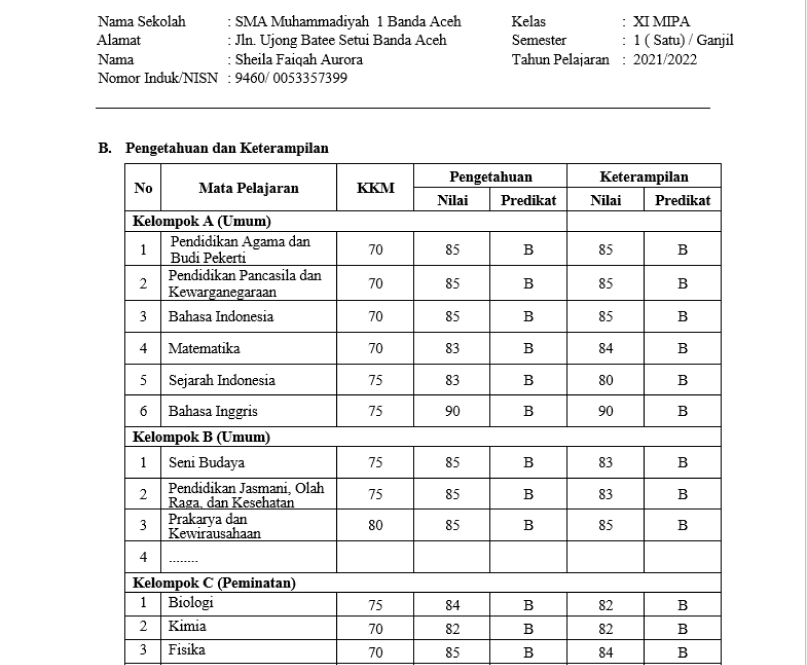 Nama Sekolah : SMA Muhammadiyah 1 Banda Aceh Kelas : XI MIPA
Alamat : Jln. Ujong Batee Setui Banda Aceh Semester : 1 ( Satu) / Ganjil
Nama : Sheila Faiqah Aurora Tahun Pelajaran : 2021/2022
Nomor Induk/NISN : 9460/ 0053357399
B. Pengetahuan dan Keterampilan
No Mata Pelajaran KKM Pengetahuan Keterampilan
Nilai Predikat Nilai Predikat
Kelompok A (Umum)
1 Pendidikan Agama dan
Budi Pekerti 70 85 B 85 B
2 Pendidikan Pancasila dan
Kewarganegaraan 70 85 B 85 B
3 Bahasa Indonesia 70 85 B 85 B
4 Matematika 70 83 B 84 B
5 Sejarah Indonesia 75 83 B 80 B
6 Bahasa Inggris 75 90 B 90 B
Kelompok B (Umum)
1 Seni Budaya 75 85 B 83 B
2 Pendidikan Jasmani, Olah
Raga, dan Kesehatan 75 85 B 83 B
3 Prakarya dan
Kewirausahaan 80 85 B 85 B
4 ........
Kelompok C (Peminatan)
1 Biologi 75 84 B 82 B
2 Kimia 70 82 B 82 B
3 Fisika 70 85 B 84 B